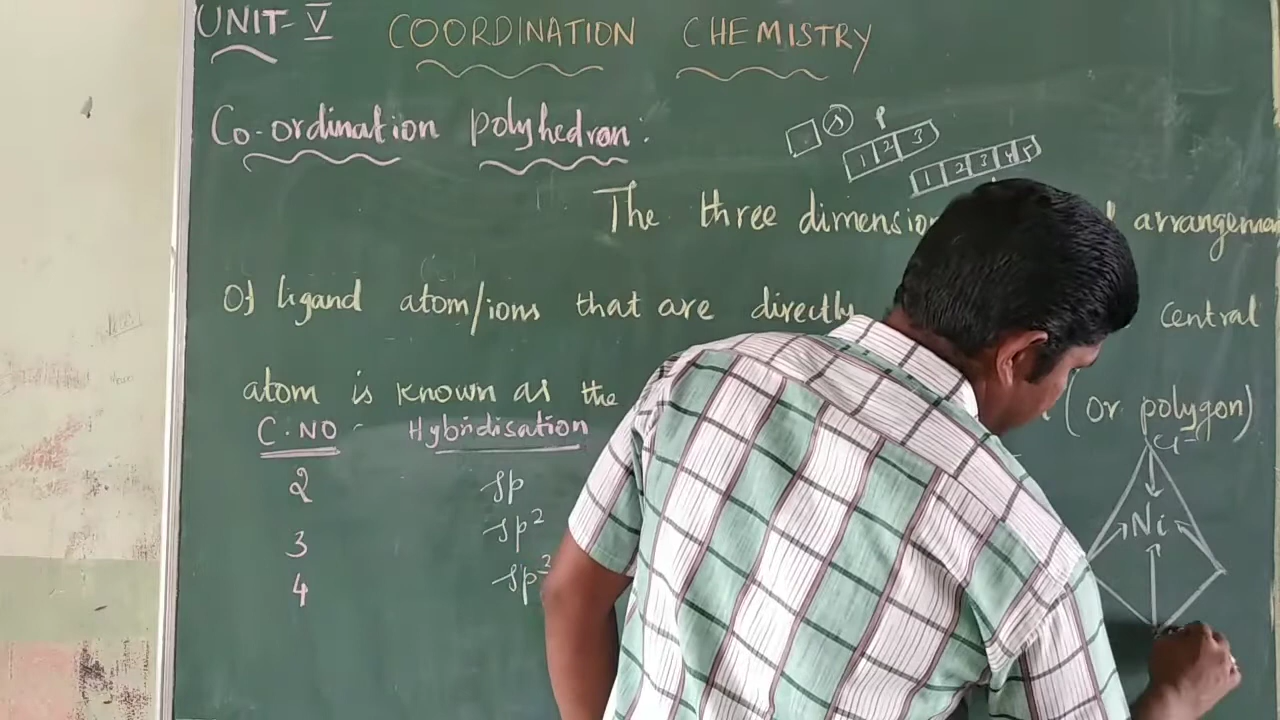 UNIT-V COORDINATION CHEMISTRY
Co-ordination polyhedron:
s p
1 2 3
1 2 3 4 5
The three dimension arrangemen
Of ligand atom/ions that are directly central
atom is known as the (or polygon)
C.NO - Hybridisation
2 sp
3 sp²
4 sp³
Cl⁻
Ni